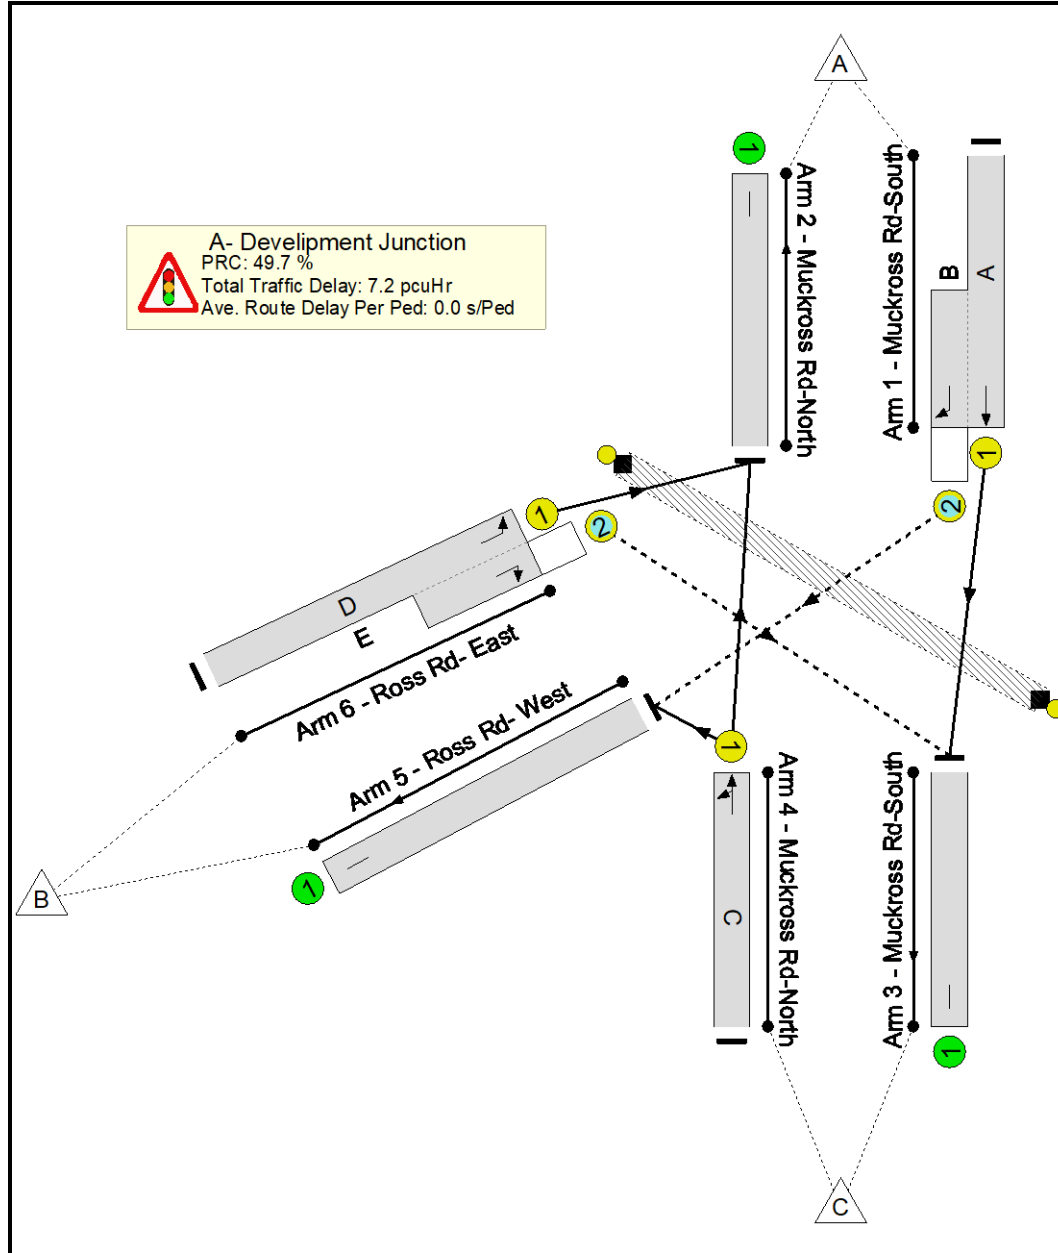 A
1
Arm 2 - Muckross Rd-North
Arm 1 - Muckross Rd-South
B
A
A- Develipment Junction
PRC: 49.7 %
Total Traffic Delay: 7.2 pcuHr
Ave. Route Delay Per Ped: 0.0 s/Ped
1
2
1
2
D
E
Arm 6 - Ross Rd- East
Arm 5 - Ross Rd- West
1
1
B
C
Arm 4 - Muckross Rd-North
Arm 3 - Muckross Rd-South
1
C